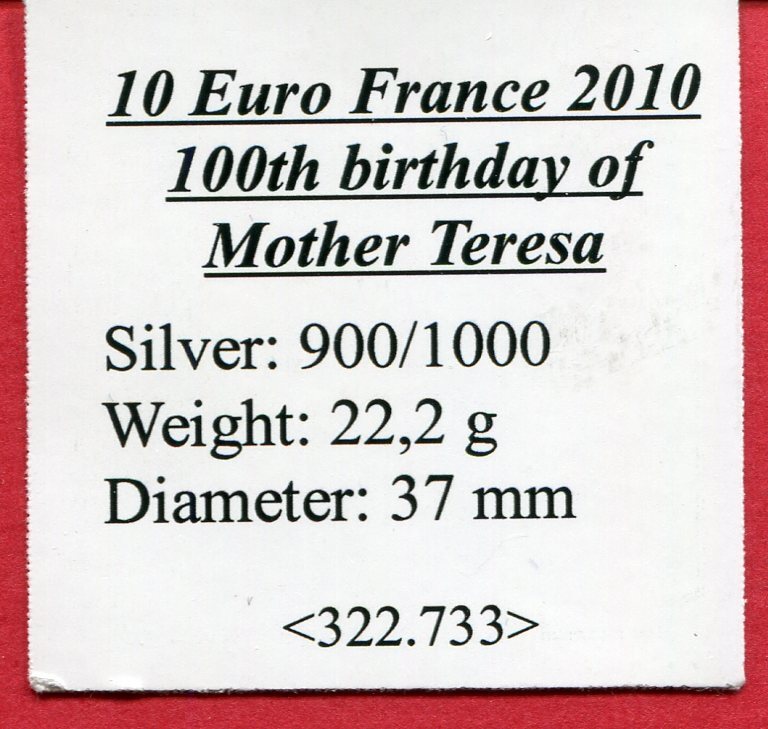 10 Euro France 2010
100th birthday of
Mother Teresa
Silver: 900/1000
Weight: 22,2 g
Diameter: 37 mm
<322.733>